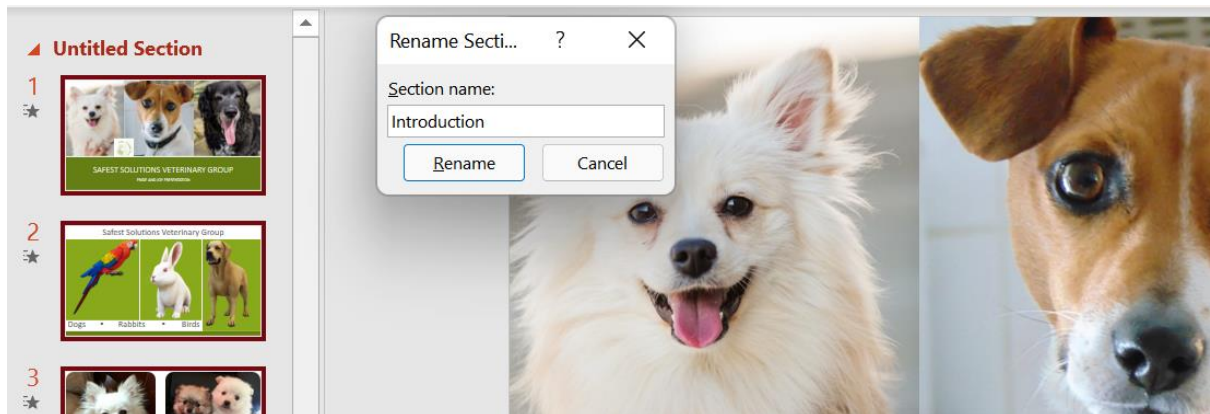 Untitled Section
1
SAFEST SOLUTIONS VETERINARY GROUP
2
Safest Solutions Veterinary Group
Dogs • Rabbits • Birds
3
Rename Secti... ?
Section name:
Introduction
Rename Cancel